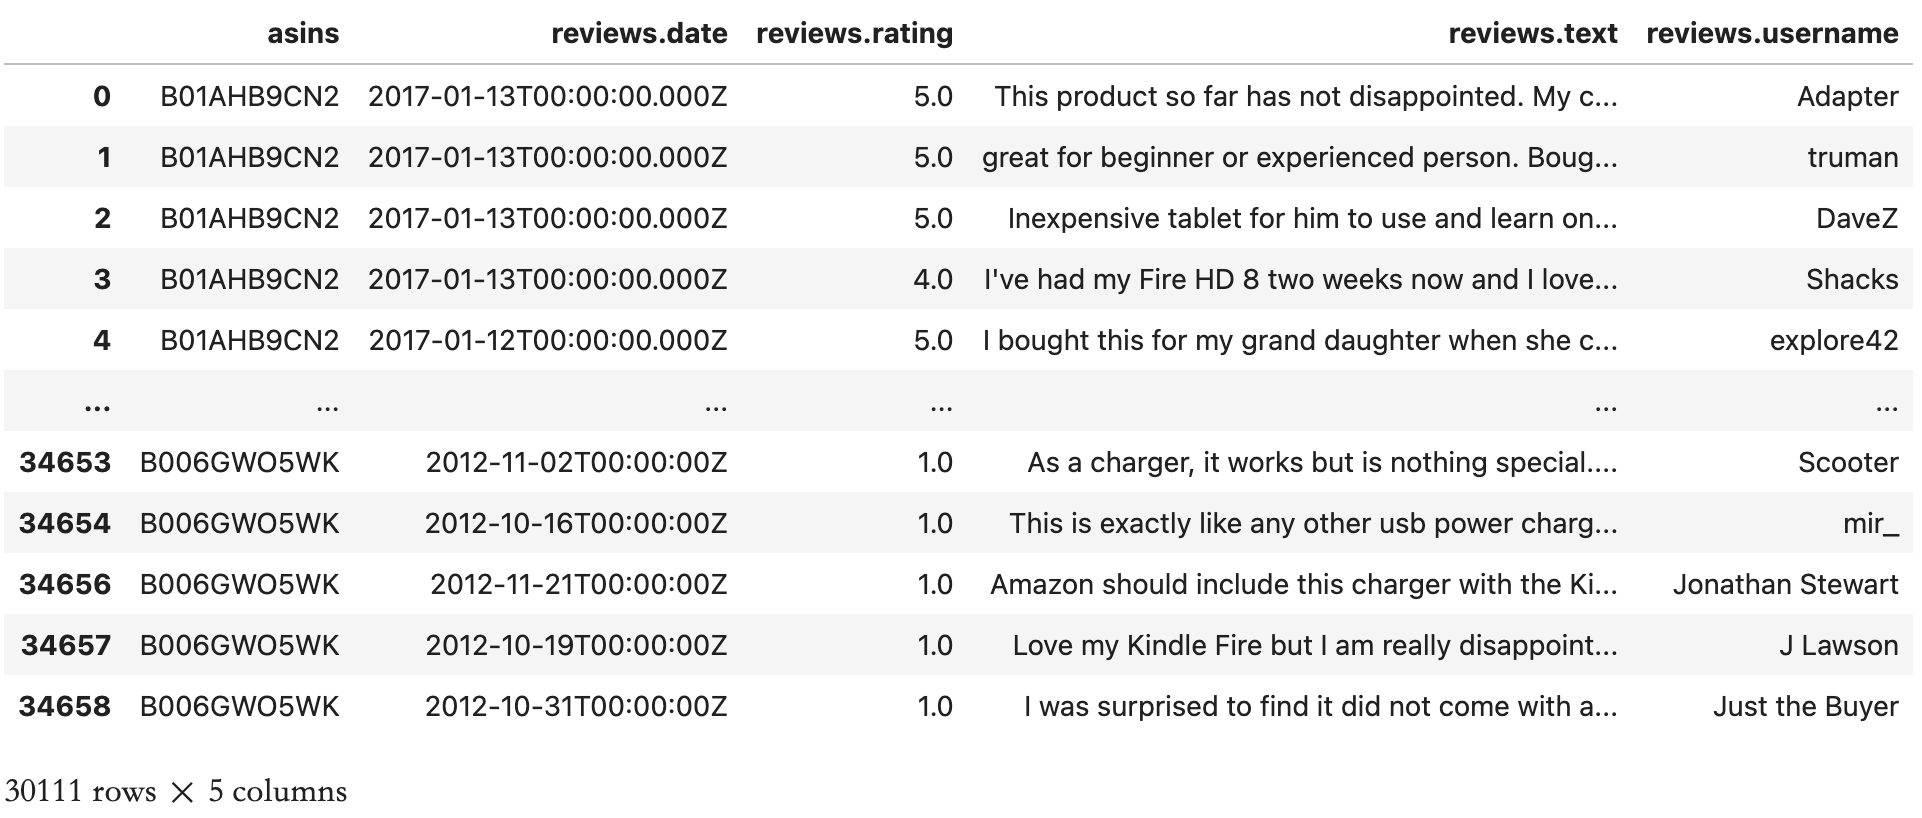 asins reviews.date reviews.rating reviews.text reviews.username
0 B01AHB9CN2 2017-01-13T00:00:00.000Z 5.0 This product so far has not disappointed. My c... Adapter
1 B01AHB9CN2 2017-01-13T00:00:00.000Z 5.0 great for beginner or experienced person. Boug... truman
2 B01AHB9CN2 2017-01-13T00:00:00.000Z 5.0 Inexpensive tablet for him to use and learn on... DaveZ
3 B01AHB9CN2 2017-01-13T00:00:00.000Z 4.0 I've had my Fire HD 8 two weeks now and I love... Shacks
4 B01AHB9CN2 2017-01-12T00:00:00.000Z 5.0 I bought this for my grand daughter when she c... explore42
... ... ... ... ... ...
34653 B006GWO5WK 2012-11-02T00:00:00Z 1.0 As a charger, it works but is nothing special.... Scooter
34654 B006GWO5WK 2012-10-16T00:00:00Z 1.0 This is exactly like any other usb power charg... mir_
34656 B006GWO5WK 2012-11-21T00:00:00Z 1.0 Amazon should include this charger with the Ki... Jonathan Stewart
34657 B006GWO5WK 2012-10-19T00:00:00Z 1.0 Love my Kindle Fire but I am really disappoint... J Lawson
34658 B006GWO5WK 2012-10-31T00:00:00Z 1.0 I was surprised to find it did not come with a... Just the Buyer
30111 rows × 5 columns